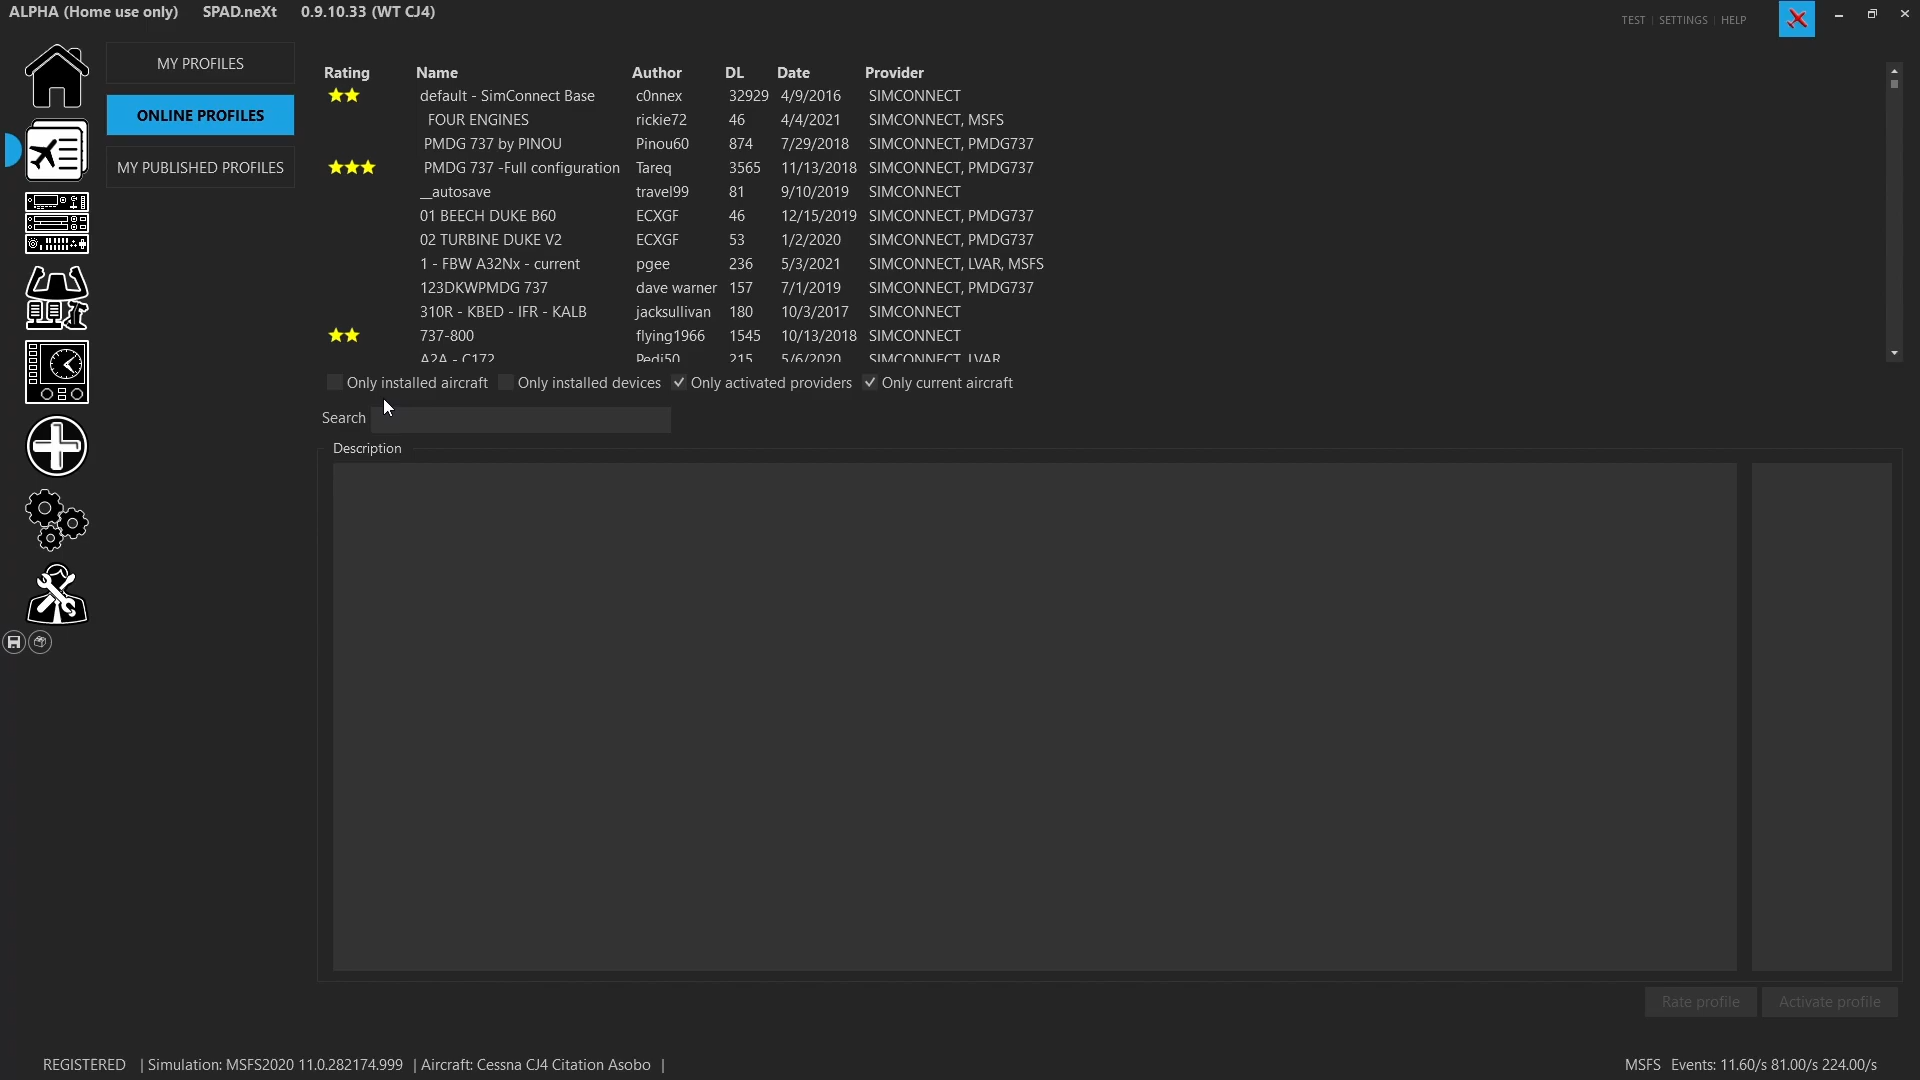 ALPHA (Home use only) SPAD.neXt 0.9.10.33 (WT CJ4)
TEST | SETTINGS | HELP
MY PROFILES
ONLINE PROFILES
MY PUBLISHED PROFILES
Rating Name Author DL Date Provider
default - SimConnect Base c0nnex 32929 4/9/2016 SIMCONNECT
FOUR ENGINES rickie72 46 4/4/2021 SIMCONNECT, MSFS
PMDG 737 by PINOU Pinou60 874 7/29/2018 SIMCONNECT, PMDG737
PMDG 737 -Full configuration Tareq 3565 11/13/2018 SIMCONNECT, PMDG737
__autosave travel99 81 9/10/2019 SIMCONNECT
01 BEECH DUKE B60 ECXGF 46 12/15/2019 SIMCONNECT, PMDG737
02 TURBINE DUKE V2 ECXGF 53 1/2/2020 SIMCONNECT, PMDG737
1 - FBW A32Nx - current pgee 236 5/3/2021 SIMCONNECT, LVAR, MSFS
123DKWPMDG 737 dave warner 157 7/1/2019 SIMCONNECT, PMDG737
310R - KBED - IFR - KALB jacksullivan 180 10/3/2017 SIMCONNECT
737-800 flying1966 1545 10/13/2018 SIMCONNECT
A2A - C172 Pedi50 215 5/6/2020 SIMCONNECT, LVAR
Only installed aircraft Only installed devices Only activated providers Only current aircraft
Search
Description
Rate profile Activate profile
REGISTERED | Simulation: MSFS2020 11.0.282174.999 | Aircraft: Cessna CJ4 Citation Asobo |
MSFS Events: 11.60/s 81.00/s 224.00/s